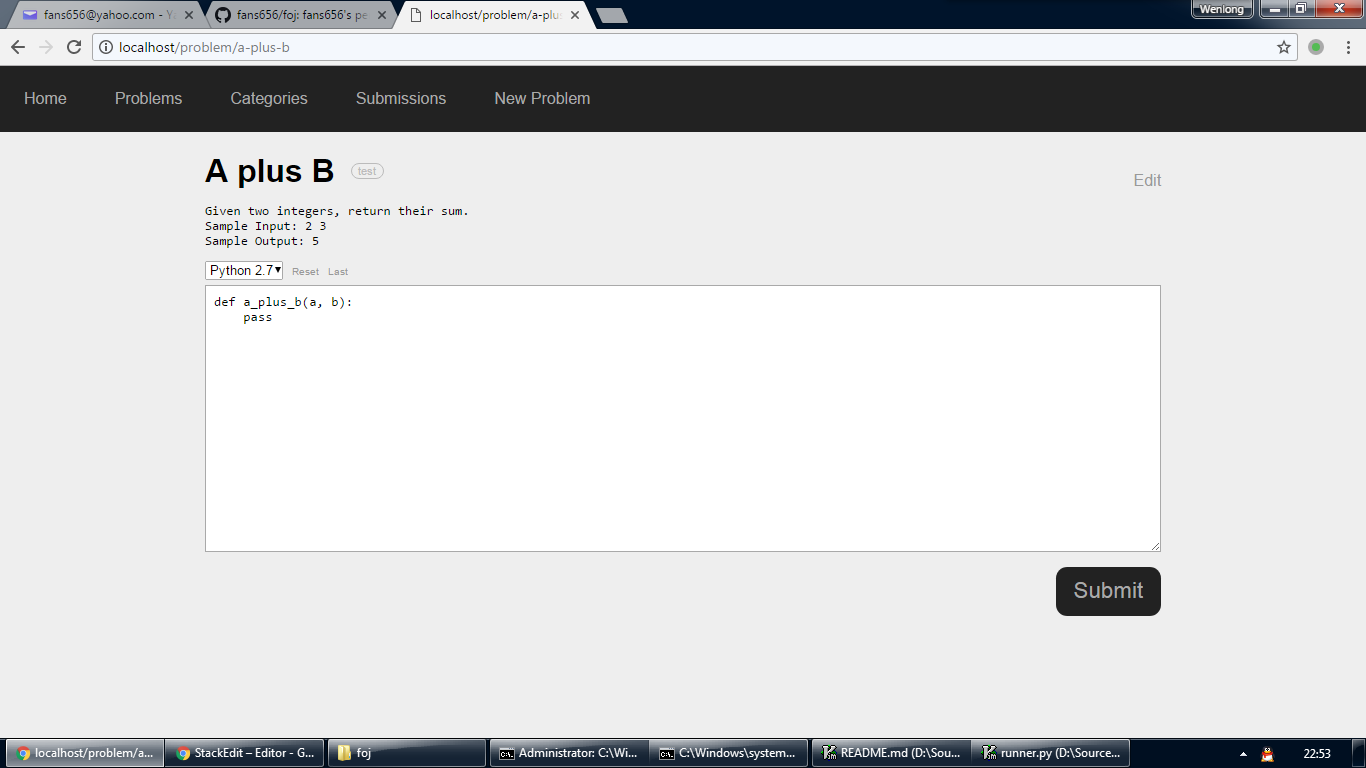 fans656@yahoo.com - Y
fans656/foj: fans656's pe
localhost/problem/a-plus
Wenlong
localhost/problem/a-plus-b
Home Problems Categories Submissions New Problem
A plus B test
Edit
Given two integers, return their sum.
Sample Input: 2 3
Sample Output: 5
Python 2.7 Reset Last
def a_plus_b(a, b):
    pass
Submit
localhost/problem/a... StackEdit – Editor - G... foj Administrator: C:\Wi... C:\Windows\system... README.md (D:\Sou... runner.py (D:\Source... 22:53